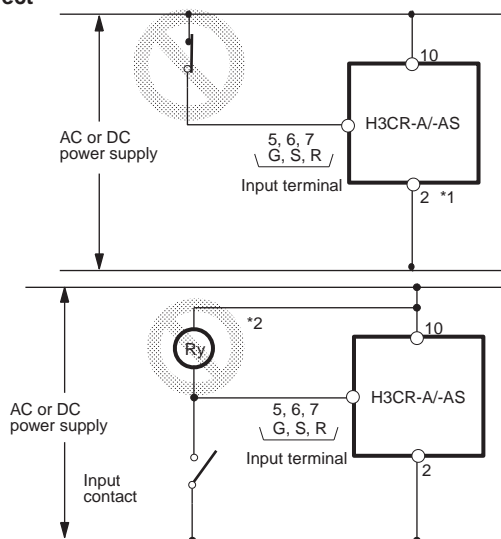 rect
10
AC or DC
power supply
H3CR-A/-AS
5, 6, 7
G, S, R
Input terminal
2 *1
*2
10
Ry
AC or DC
power supply
H3CR-A/-AS
5, 6, 7
G, S, R
Input terminal
Input
contact
2